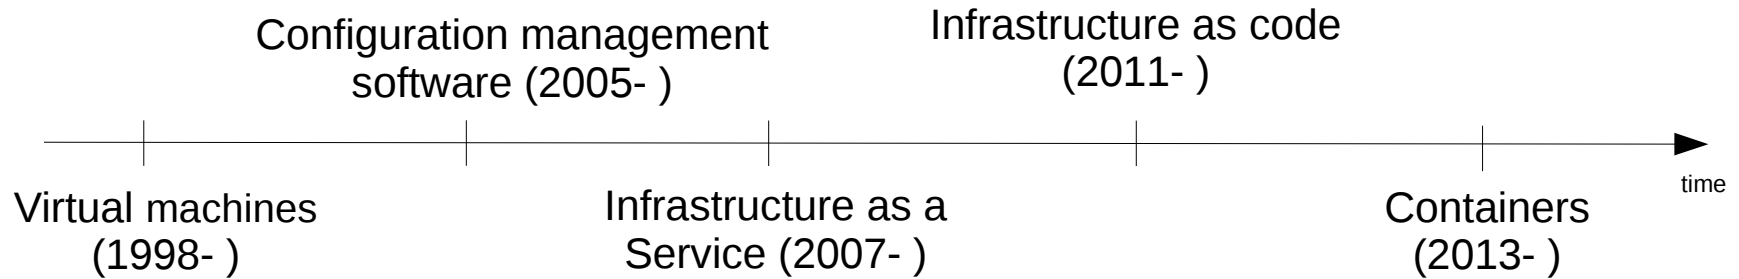 Configuration management
software (2005- )
Infrastructure as code
(2011- )
time
Virtual machines
(1998- )
Infrastructure as a
Service (2007- )
Containers
(2013- )